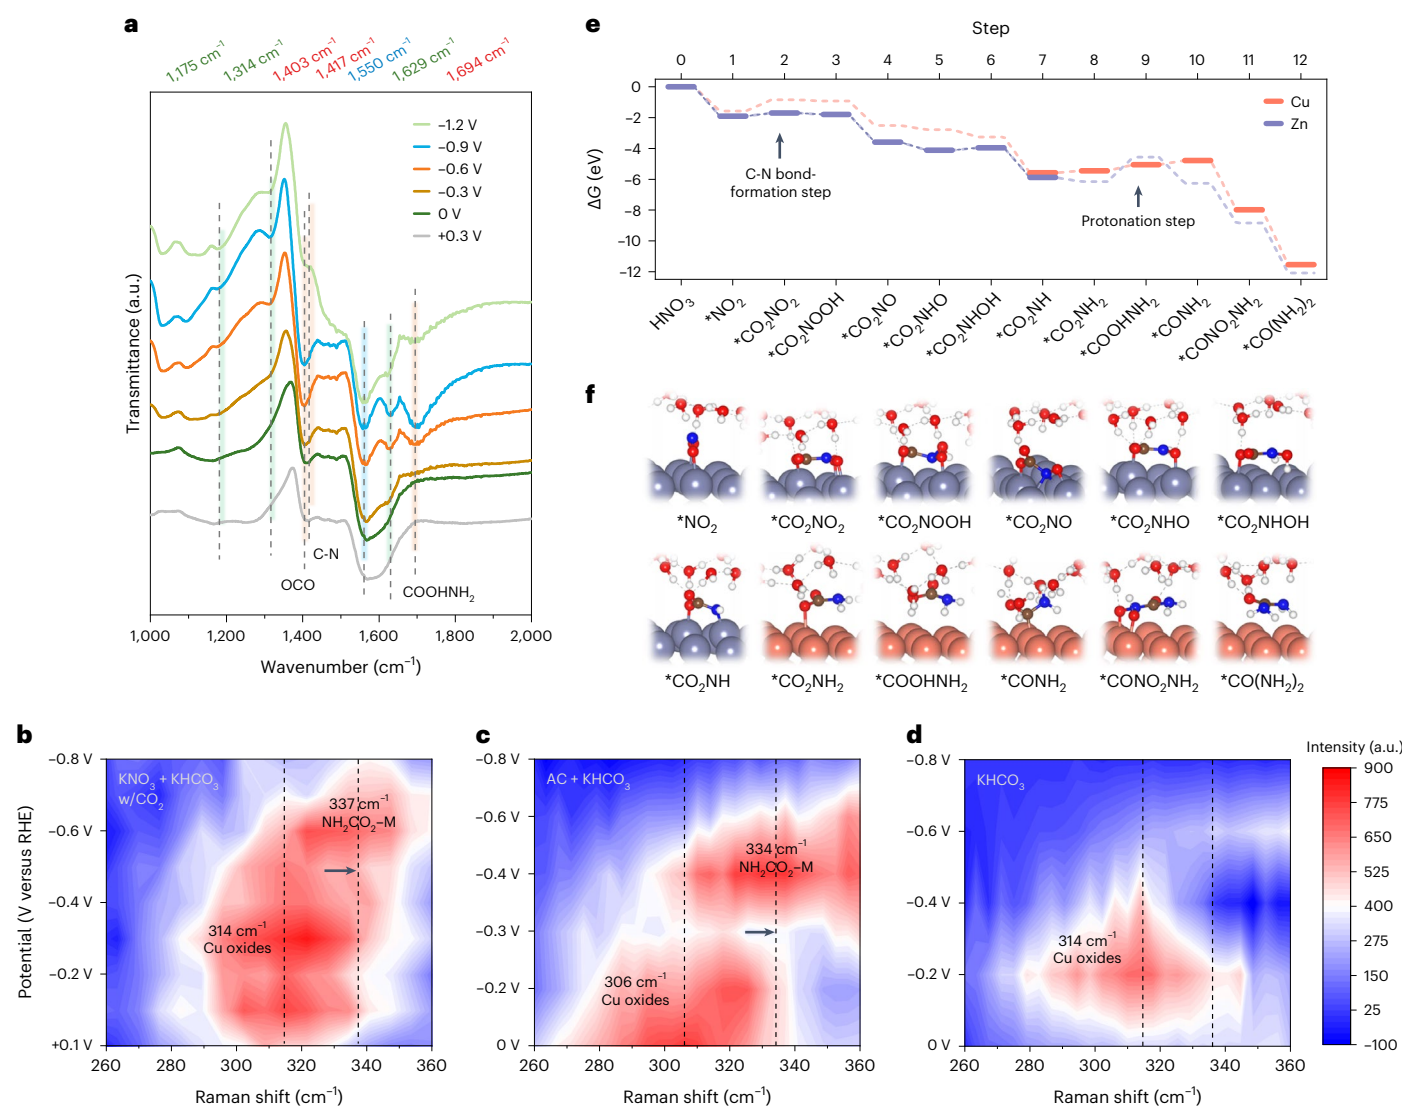 a
1,175 cm⁻¹
1,314 cm⁻¹
1,403 cm⁻¹
1,417 cm⁻¹
1,550 cm⁻¹
1,629 cm⁻¹
1,694 cm⁻¹
−1.2 V
−0.9 V
−0.6 V
−0.3 V
0 V
+0.3 V
Transmittance (a.u.)
C-N
OCO
COOHNH₂
1,000 1,200 1,400 1,600 1,800 2,000
Wavenumber (cm⁻¹)
e
Step
0 1 2 3 4 5 6 7 8 9 10 11 12
ΔG (eV)
0
−2
−4
−6
−8
−10
−12
Cu
Zn
C-N bond-
formation step
Protonation step
HNO₃
*NO₂
*CO₂NO₂
*CO₂NOOH
*CO₂NO
*CO₂NHO
*CO₂NHOH
*CO₂NH
*CO₂NH₂
*COOHNH₂
*CONH₂
*CONO₂NH₂
*CO(NH₂)₂
f
*NO₂ *CO₂NO₂ *CO₂NOOH *CO₂NO *CO₂NHO *CO₂NHOH
*CO₂NH *CO₂NH₂ *COOHNH₂ *CONH₂ *CONO₂NH₂ *CO(NH₂)₂
b
Potential (V versus RHE)
−0.8 V
−0.6 V
−0.4 V
−0.2 V
+0.1 V
KNO₃ + KHCO₃
w/CO₂
337 cm⁻¹
NH₂CO₂–M
314 cm⁻¹
Cu oxides
260 280 300 320 340 360
Raman shift (cm⁻¹)
c
−0.8 V
−0.6 V
−0.4 V
−0.3 V
−0.2 V
0 V
AC + KHCO₃
334 cm⁻¹
NH₂CO₂–M
306 cm⁻¹
Cu oxides
260 280 300 320 340 360
Raman shift (cm⁻¹)
d
−0.8 V
−0.6 V
−0.4 V
−0.2 V
0 V
KHCO₃
314 cm⁻¹
Cu oxides
260 280 300 320 340 360
Raman shift (cm⁻¹)
Intensity (a.u.)
900
775
650
525
400
275
150
25
−100